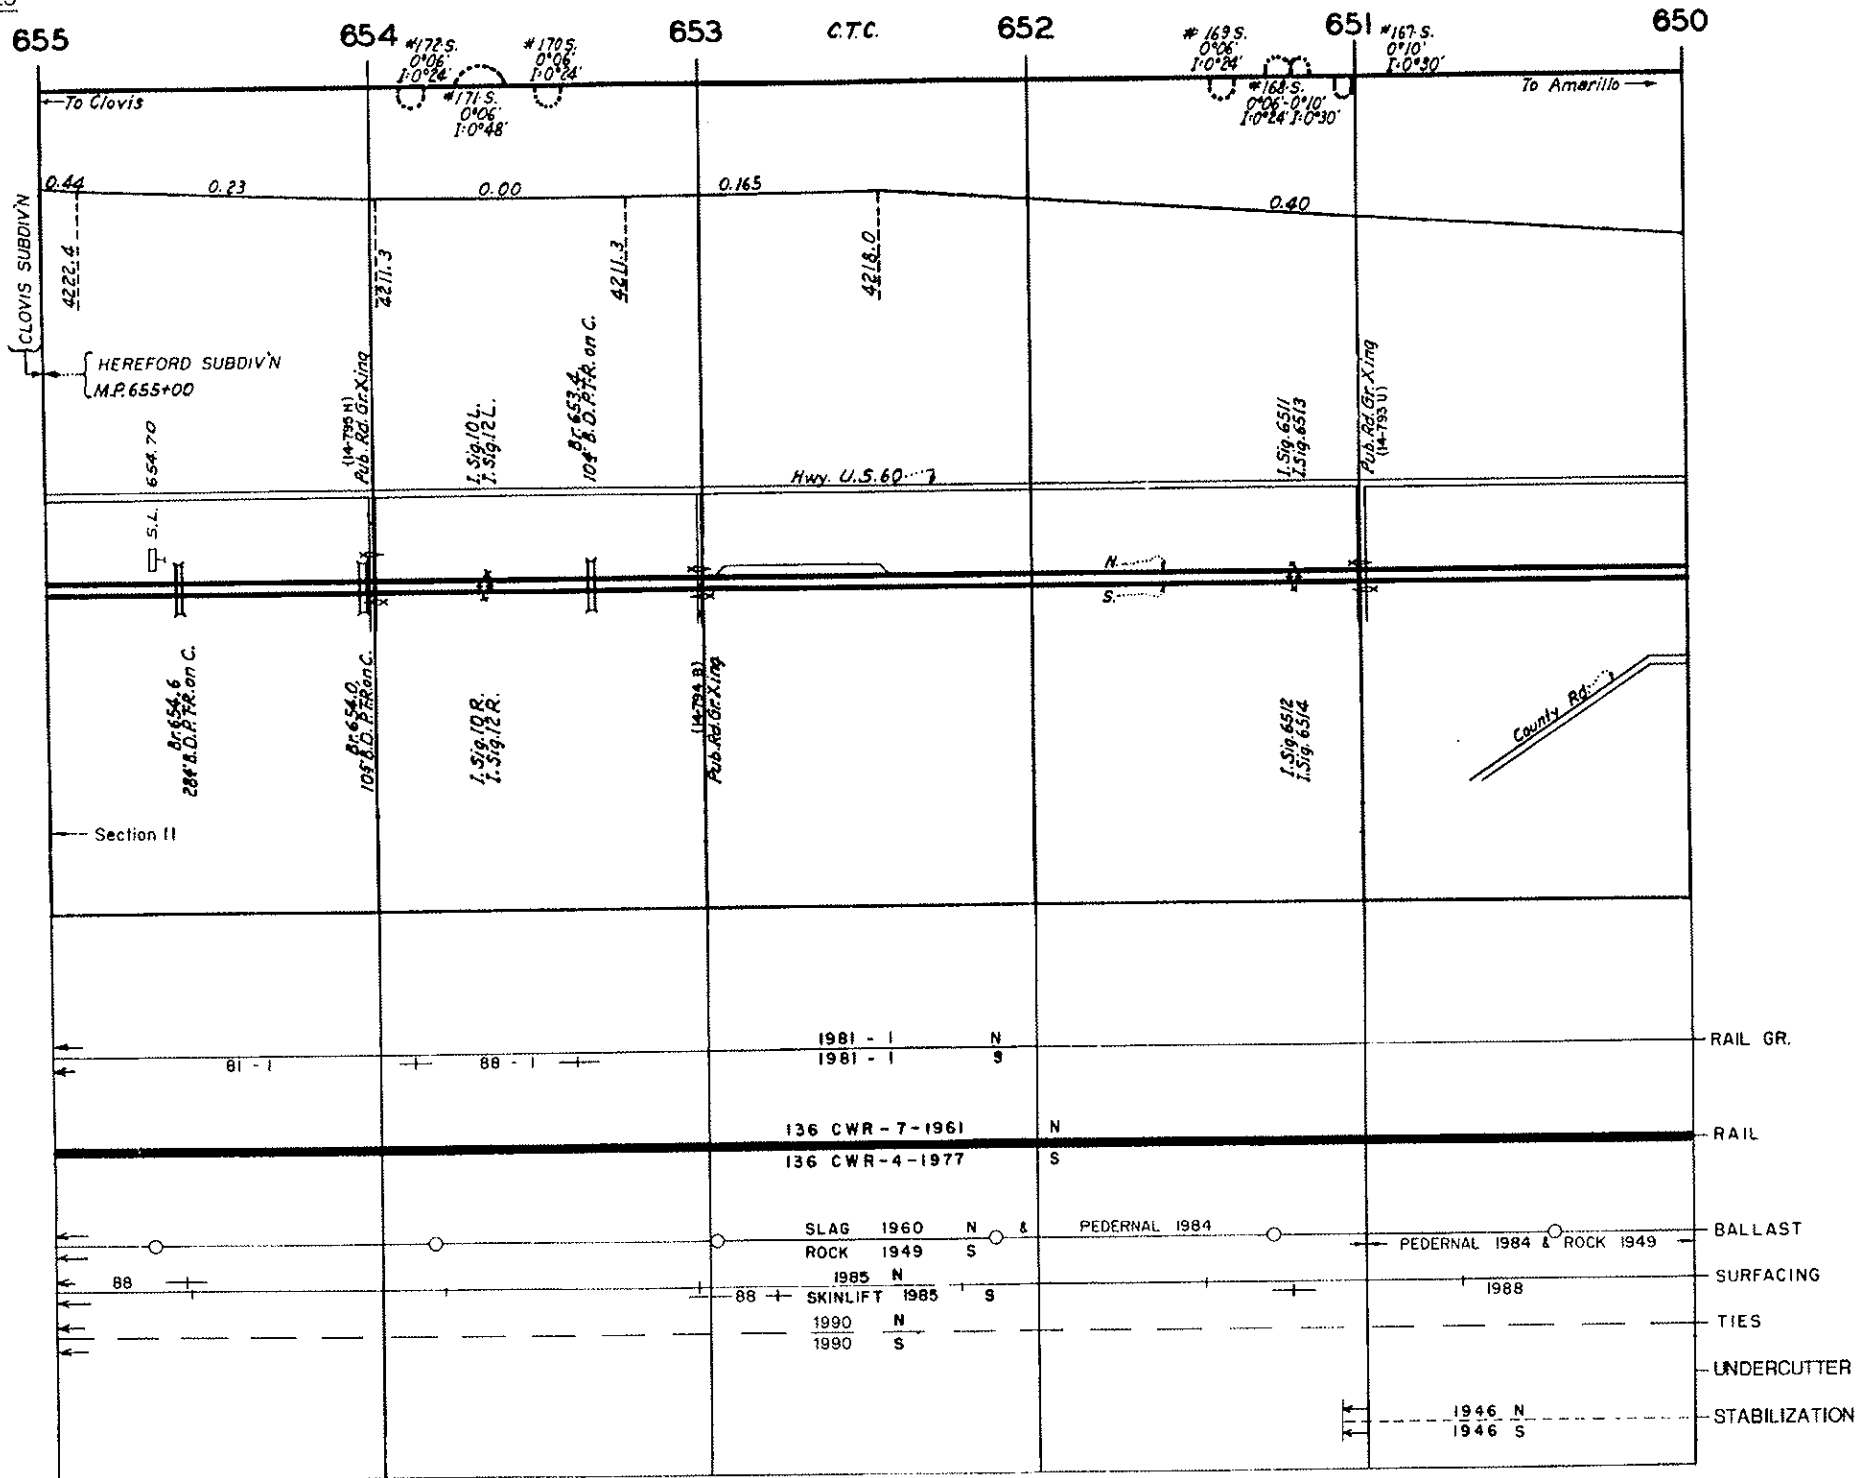 655
654
653
C.T.C.
652
651
650
#172·S.
0°06'
I:0°24'
#171·S.
0°06'
I:0°48'
#170S.
0°06'
I:0°24'
#169S.
0°06'
I:0°24'
#168·S.
0°06'-0°10'
I:0°24' I:0°30'
#167·S.
0°10'
I:0°30'
To Clovis
To Amarillo
0.44
0.23
0.00
0.165
0.40
4222.4
4211.3
4211.3
4218.0
CLOVIS SUBDIV'N
HEREFORD SUBDIV'N
M.P. 655+00
S.L. 654.70
(14-795 H)
Pub. Rd. Gr. Xing
I. Sig. 10 L.
I. Sig. 12 L.
Br. 653.4
104' B.D.P.T-R. on C.
Hwy. U.S. 60
I. Sig. 6511
I. Sig. 6513
Pub. Rd. Gr. Xing
(14-793 U)
N.
S.
Br. 654.6
284' B.D.P.T-R. on C.
Br. 654.0
105' B.D.P.T-R. on C.
I. Sig. 10 R.
I. Sig. 12 R.
(14-794 B)
Pub. Rd. Gr. Xing
I. Sig. 6512
I. Sig. 6514
County Rd.
Section 11
1981 - 1 N
1981 - 1 S
81 - 1
88 - 1
RAIL GR.
136 CWR-7-1961 N
136 CWR-4-1977 S
RAIL
SLAG 1960 N & PEDERNAL 1984
ROCK 1949 S
PEDERNAL 1984 & ROCK 1949
BALLAST
88
1985 N
88
SKINLIFT 1985 S
1988
SURFACING
1990 N
1990 S
TIES
UNDERCUTTER
1946 N
1946 S
STABILIZATION